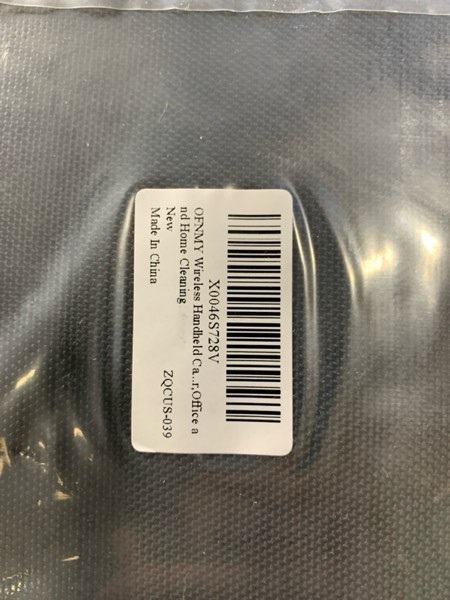 X0046S728V
OFNMY Wireless Handheld Ca...r,Office a
nd Home Cleaning
New
Made In China
ZQCUS-039